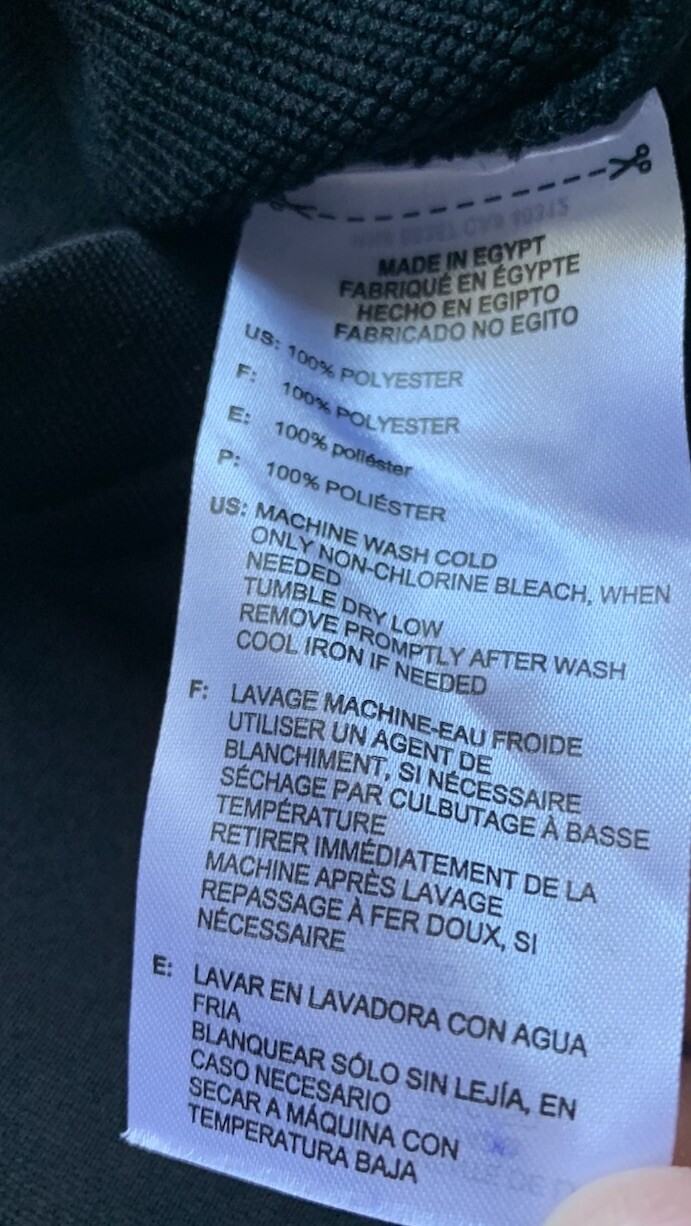 MADE IN EGYPT
FABRIQUÉ EN ÉGYPTE
HECHO EN EGIPTO
FABRICADO NO EGITO
US: 100% POLYESTER
F: 100% POLYESTER
E: 100% poliéster
P: 100% POLIÉSTER
US: MACHINE WASH COLD
ONLY NON-CHLORINE BLEACH, WHEN
NEEDED
TUMBLE DRY LOW
REMOVE PROMPTLY AFTER WASH
COOL IRON IF NEEDED
F: LAVAGE MACHINE-EAU FROIDE
UTILISER UN AGENT DE
BLANCHIMENT, SI NÉCESSAIRE
SÉCHAGE PAR CULBUTAGE À BASSE
TEMPÉRATURE
RETIRER IMMÉDIATEMENT DE LA
MACHINE APRÈS LAVAGE
REPASSAGE À FER DOUX, SI
NÉCESSAIRE
E: LAVAR EN LAVADORA CON AGUA
FRIA
BLANQUEAR SÓLO SIN LEJÍA, EN
CASO NECESARIO
SECAR A MÁQUINA CON
TEMPERATURA BAJA